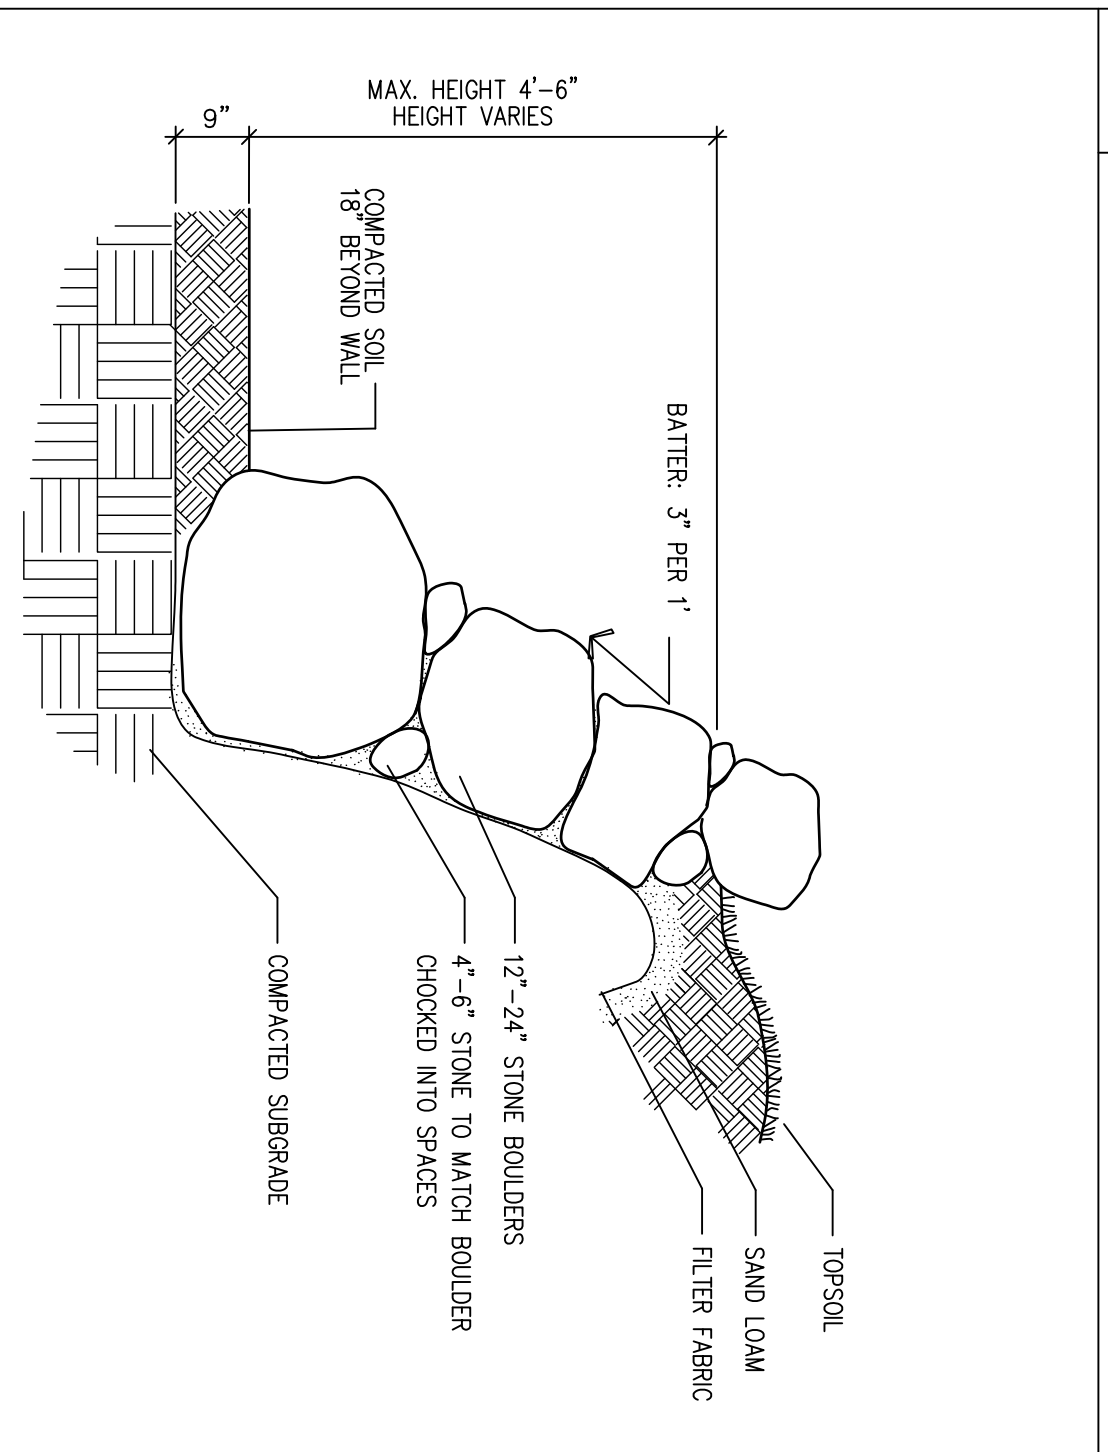 MAX. HEIGHT 4'-6"
HEIGHT VARIES
9"
COMPACTED SOIL
18" BEYOND WALL
BATTER: 3" PER 1'
TOPSOIL
SAND LOAM
FILTER FABRIC
12"-24" STONE BOULDERS
4"-6" STONE TO MATCH BOULDER
CHOCKED INTO SPACES
COMPACTED SUBGRADE